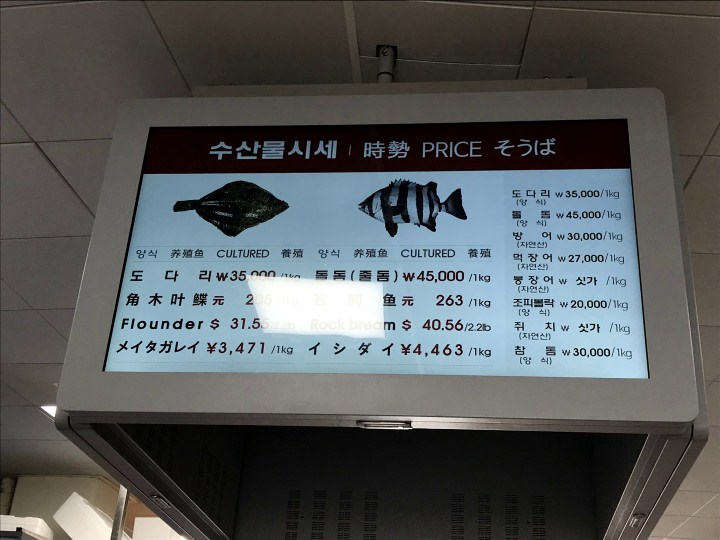 수산물시세 | 時勢 PRICE そうば
양식 养殖鱼 CULTURED 養殖
도 다 리 ₩35,000 /1kg
角木叶鲽 元 205
Flounder $ 31.55
メイタガレイ ¥3,471 /1kg
양식 养殖鱼 CULTURED 養殖
돌돔(줄돔) ₩45,000 /1kg
石 鱼 元 263 /1kg
Rock bream $ 40.56/2.2lb
イ シ ダ イ ¥4,463 /1kg
도 다 리 ₩ 35,000/1kg
(양 식)
돌 돔 ₩ 45,000/1kg
(양 식)
방 어 ₩ 30,000/1kg
(자연산)
먹 장 어 ₩ 27,000/1kg
(자연산)
붕 장 어 ₩ 싯가 /1kg
(자연산)
조피볼락 ₩ 20,000/1kg
(양 식)
쥐 치 ₩ 싯가 /1kg
(자연산)
참 돔 ₩ 30,000/1kg
(양 식)